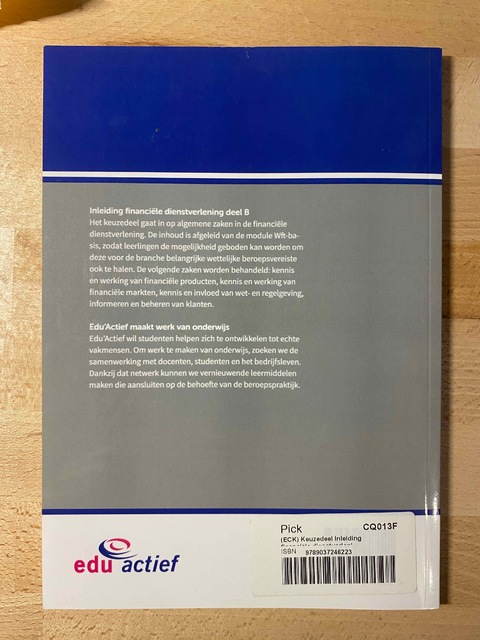 Inleiding financiële dienstverlening deel B
Het keuzedeel gaat in op algemene zaken in de financiële
dienstverlening. De inhoud is afgeleid van de module Wft-ba-
sis, zodat leerlingen de mogelijkheid geboden kan worden om
deze voor de branche belangrijke wettelijke beroepsvereiste
ook te halen. De volgende zaken worden behandeld: kennis
en werking van financiële producten, kennis en werking van
financiële markten, kennis en invloed van wet- en regelgeving,
informeren en beheren van klanten.
Edu'Actief maakt werk van onderwijs
Edu'Actief wil studenten helpen zich te ontwikkelen tot echte
vakmensen. Om werk te maken van onderwijs, zoeken we de
samenwerking met docenten, studenten en het bedrijfsleven.
Dankzij dat netwerk kunnen we vernieuwende leermiddelen
maken die aansluiten op de behoefte van de beroepspraktijk.
edu actief
Pick CQ013F
(ECK) Keuzedeel Inleiding
ISBN 9789037246223